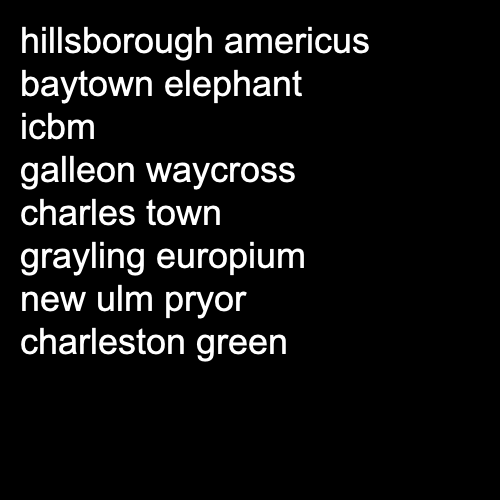 hillsborough americus
baytown elephant
icbm
galleon waycross
charles town
grayling europium
new ulm pryor
charleston green